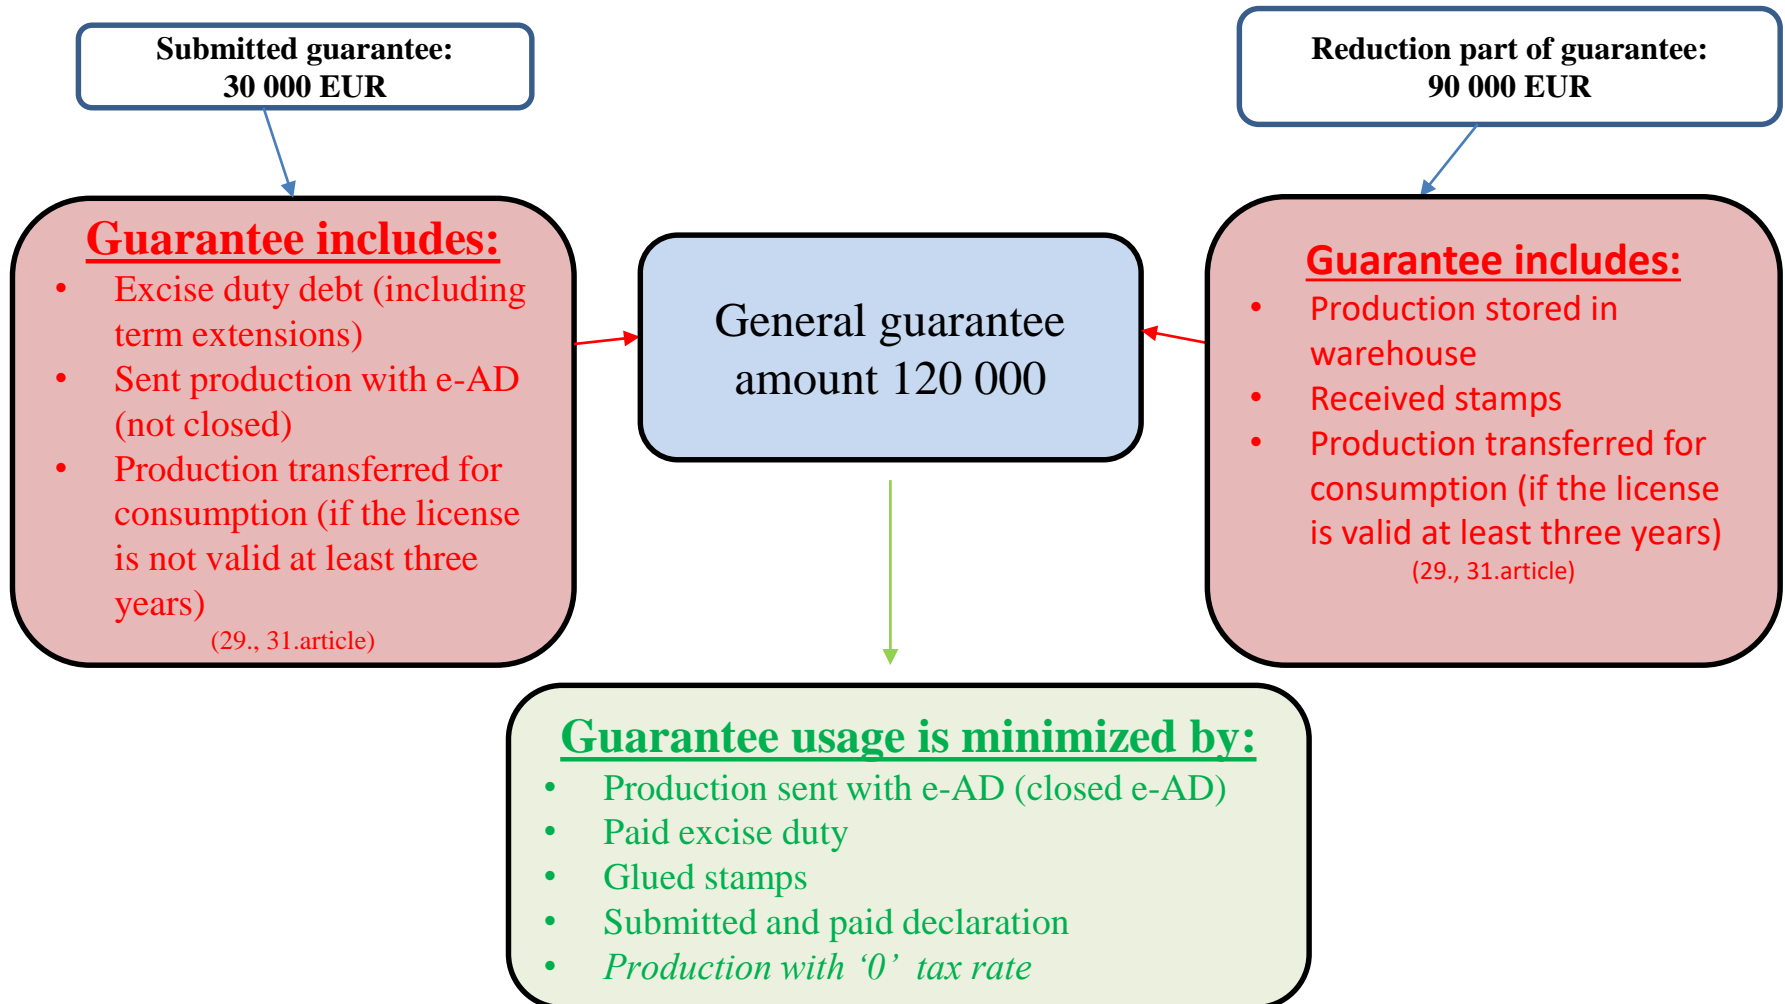 Submitted guarantee:
30 000 EUR
Reduction part of guarantee:
90 000 EUR
Guarantee includes:
• Excise duty debt (including
term extensions)
• Sent production with e-AD
(not closed)
• Production transferred for
consumption (if the license
is not valid at least three
years)
(29., 31.article)
General guarantee
amount 120 000
Guarantee includes:
• Production stored in
warehouse
• Received stamps
• Production transferred for
consumption (if the license
is valid at least three years)
(29., 31.article)
Guarantee usage is minimized by:
• Production sent with e-AD (closed e-AD)
• Paid excise duty
• Glued stamps
• Submitted and paid declaration
• Production with ‘0’ tax rate